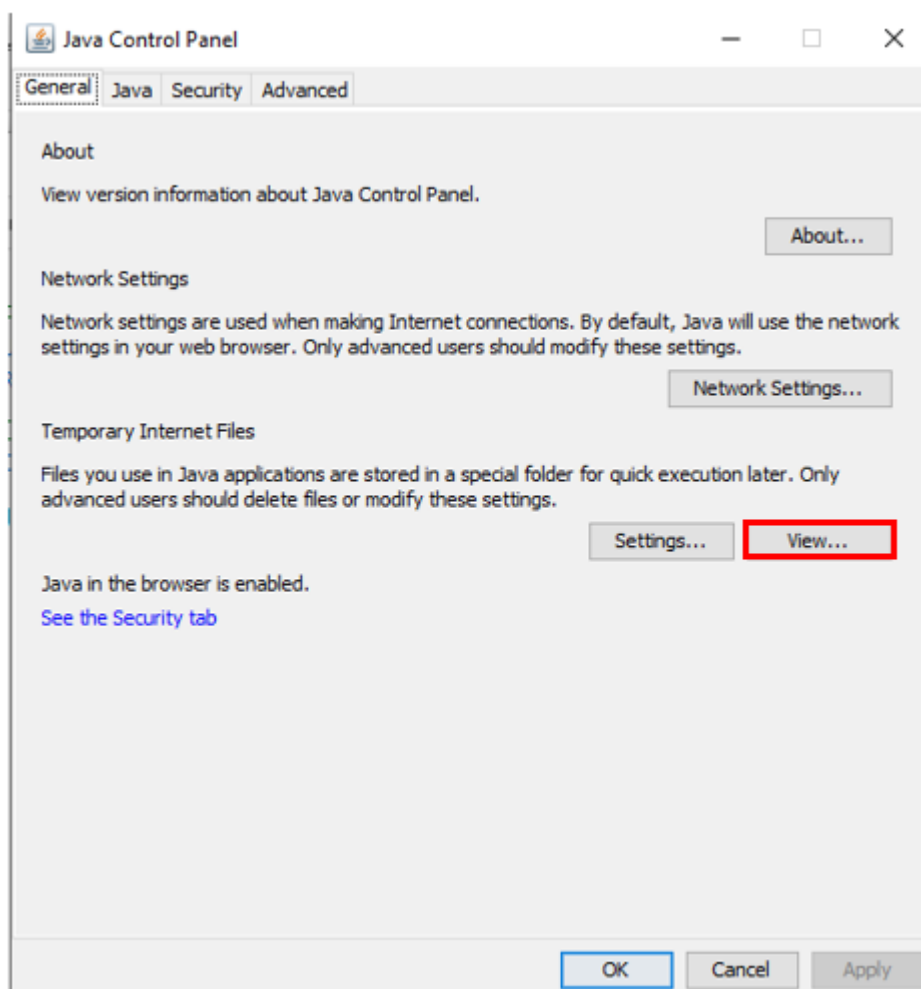 Java Control Panel
General Java Security Advanced
About
View version information about Java Control Panel.
About...
Network Settings
Network settings are used when making Internet connections. By default, Java will use the network
settings in your web browser. Only advanced users should modify these settings.
Network Settings...
Temporary Internet Files
Files you use in Java applications are stored in a special folder for quick execution later. Only
advanced users should delete files or modify these settings.
Settings... View...
Java in the browser is enabled.
See the Security tab
OK Cancel Apply